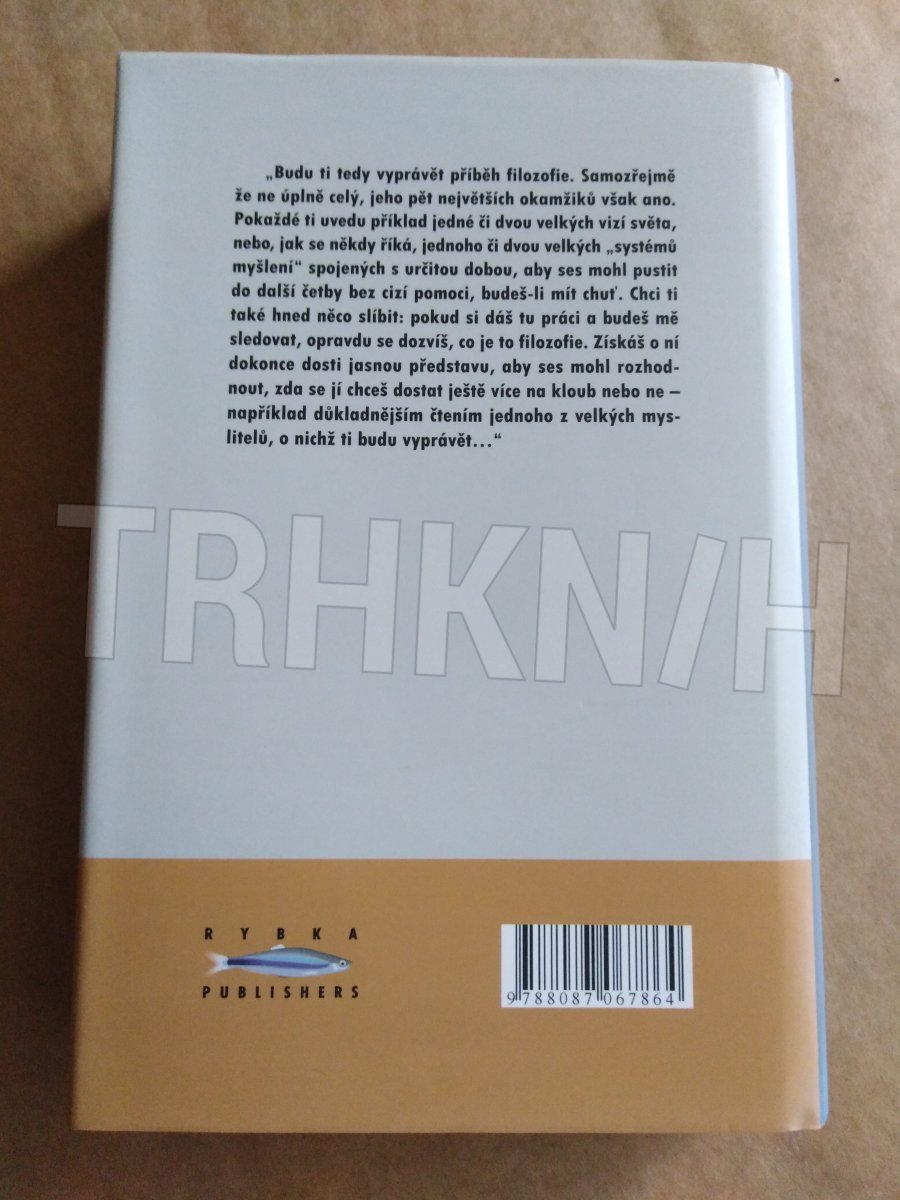 „Budu ti tedy vyprávět příběh filozofie. Samozřejmě
že ne úplně celý, jeho pět největších okamžiků však ano.
Pokaždé ti uvedu příklad jedné či dvou velkých vizí světa,
nebo, jak se někdy říká, jednoho či dvou velkých „systémů
myšlení“ spojených s určitou dobou, aby ses mohl pustit
do další četby bez cizí pomoci, budeš-li mít chuť. Chci ti
také hned něco slíbit: pokud si dáš tu práci a budeš mě
sledovat, opravdu se dozvíš, co je to filozofie. Získáš o ní
dokonce dosti jasnou představu, aby ses mohl rozhod-
nout, zda se jí chceš dostat ještě více na kloub nebo ne –
například důkladnějším čtením jednoho z velkých mys-
litelů, o nichž ti budu vyprávět...“
TRHKN/H
RYBKA
PUBLISHERS
9 788087 067864